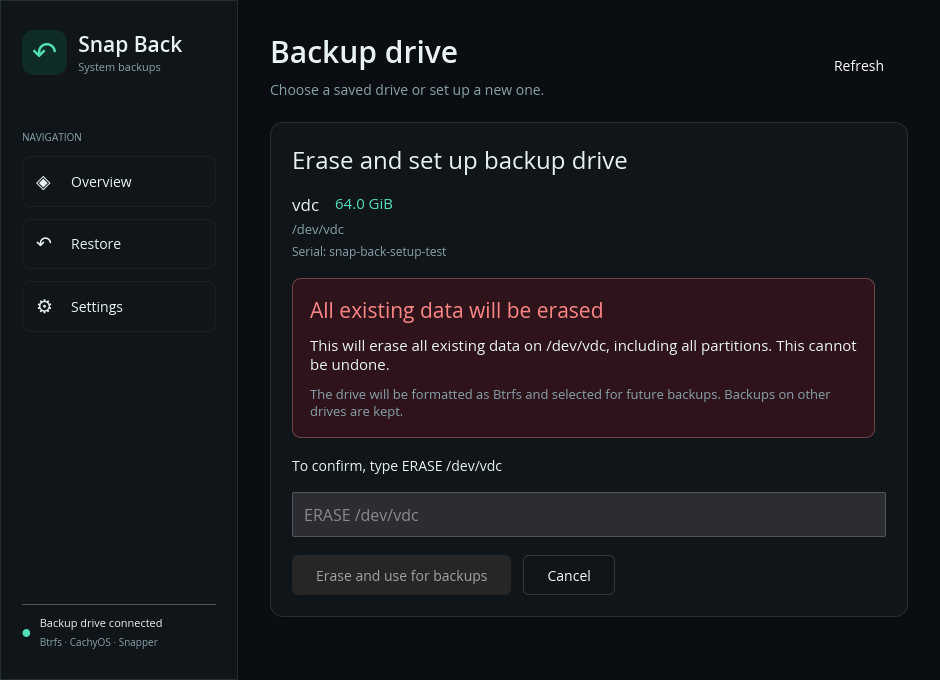 Snap Back
System backups
NAVIGATION
Overview
Restore
Settings
Backup drive connected
Btrfs · CachyOS · Snapper
Backup drive
Choose a saved drive or set up a new one.
Refresh
Erase and set up backup drive
vdc 64.0 GiB
/dev/vdc
Serial: snap-back-setup-test
All existing data will be erased
This will erase all existing data on /dev/vdc, including all partitions. This cannot
be undone.
The drive will be formatted as Btrfs and selected for future backups. Backups on other
drives are kept.
To confirm, type ERASE /dev/vdc
ERASE /dev/vdc
Erase and use for backups
Cancel